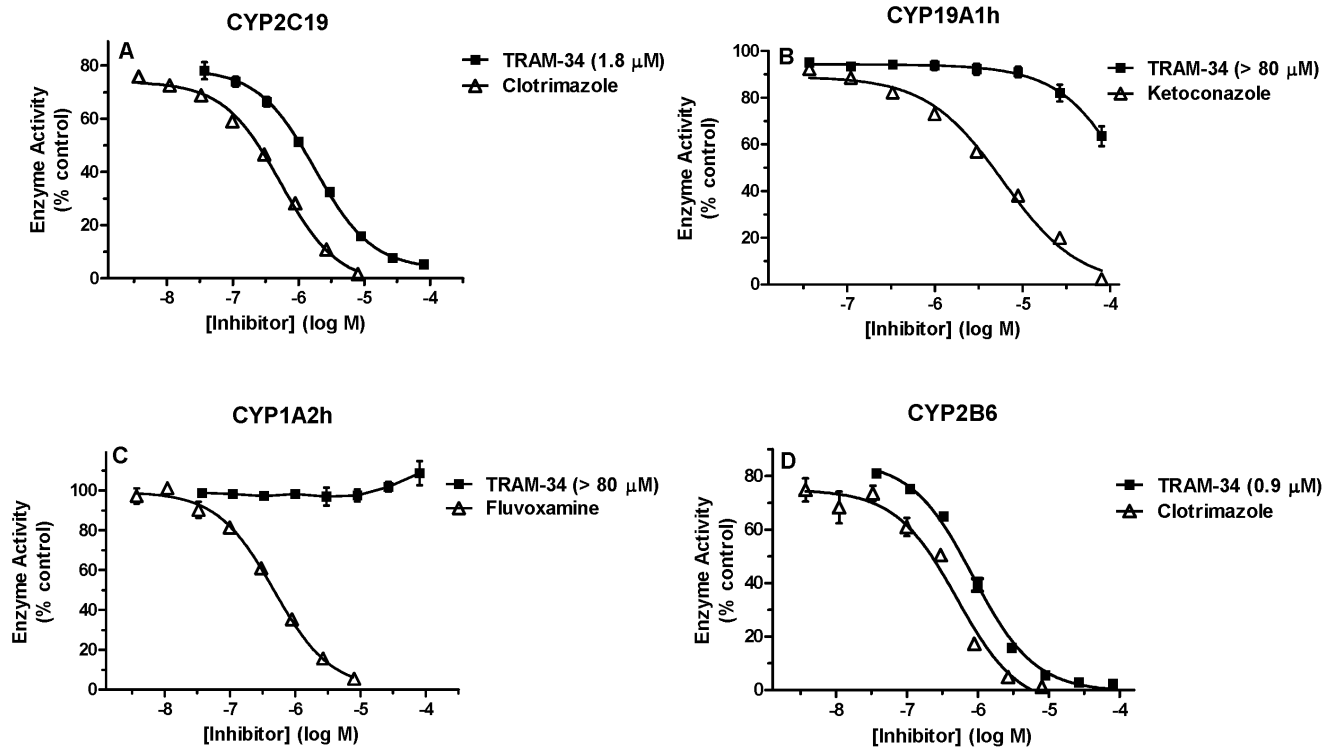 CYP2C19
A
80
60
40
20
0
Enzyme Activity
(% control)
-8 -7 -6 -5 -4
[Inhibitor] (log M)
TRAM-34 (1.8 μM)
Clotrimazole
CYP19A1h
B
100
80
60
40
20
0
Enzyme Activity
(% control)
-7 -6 -5 -4
[Inhibitor] (log M)
TRAM-34 (> 80 μM)
Ketoconazole
CYP1A2h
C
100
80
60
40
20
0
Enzyme Activity
(% control)
-8 -7 -6 -5 -4
[Inhibitor] (log M)
TRAM-34 (> 80 μM)
Fluvoxamine
CYP2B6
D
80
60
40
20
0
Enzyme Activity
(% control)
-8 -7 -6 -5 -4
[Inhibitor] (log M)
TRAM-34 (0.9 μM)
Clotrimazole